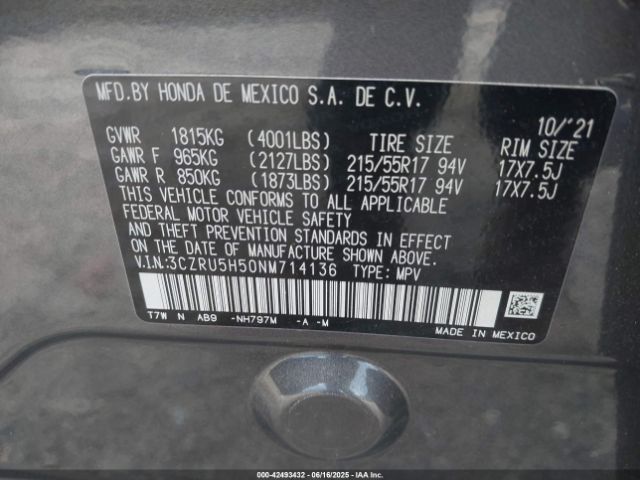 MFD.BY HONDA DE MEXICO S.A. DE C.V.
10/'21
GVWR 1815KG (4001LBS) TIRE SIZE RIM SIZE
GAWR F 965KG (2127LBS) 215/55R17 94V 17X7.5J
GAWR R 850KG (1873LBS) 215/55R17 94V 17X7.5J
THIS VEHICLE CONFORMS TO ALL APPLICABLE
FEDERAL MOTOR VEHICLE SAFETY
AND THEFT PREVENTION STANDARDS IN EFFECT
ON THE DATE OF MANUFACTURE SHOWN ABOVE.
V.I.N.:3CZRU5H50NM714136 TYPE: MPV
T7W N AB9 -NH797M -A -M
MADE IN MEXICO
000-42493432 - 06/16/2025 - IAA Inc.